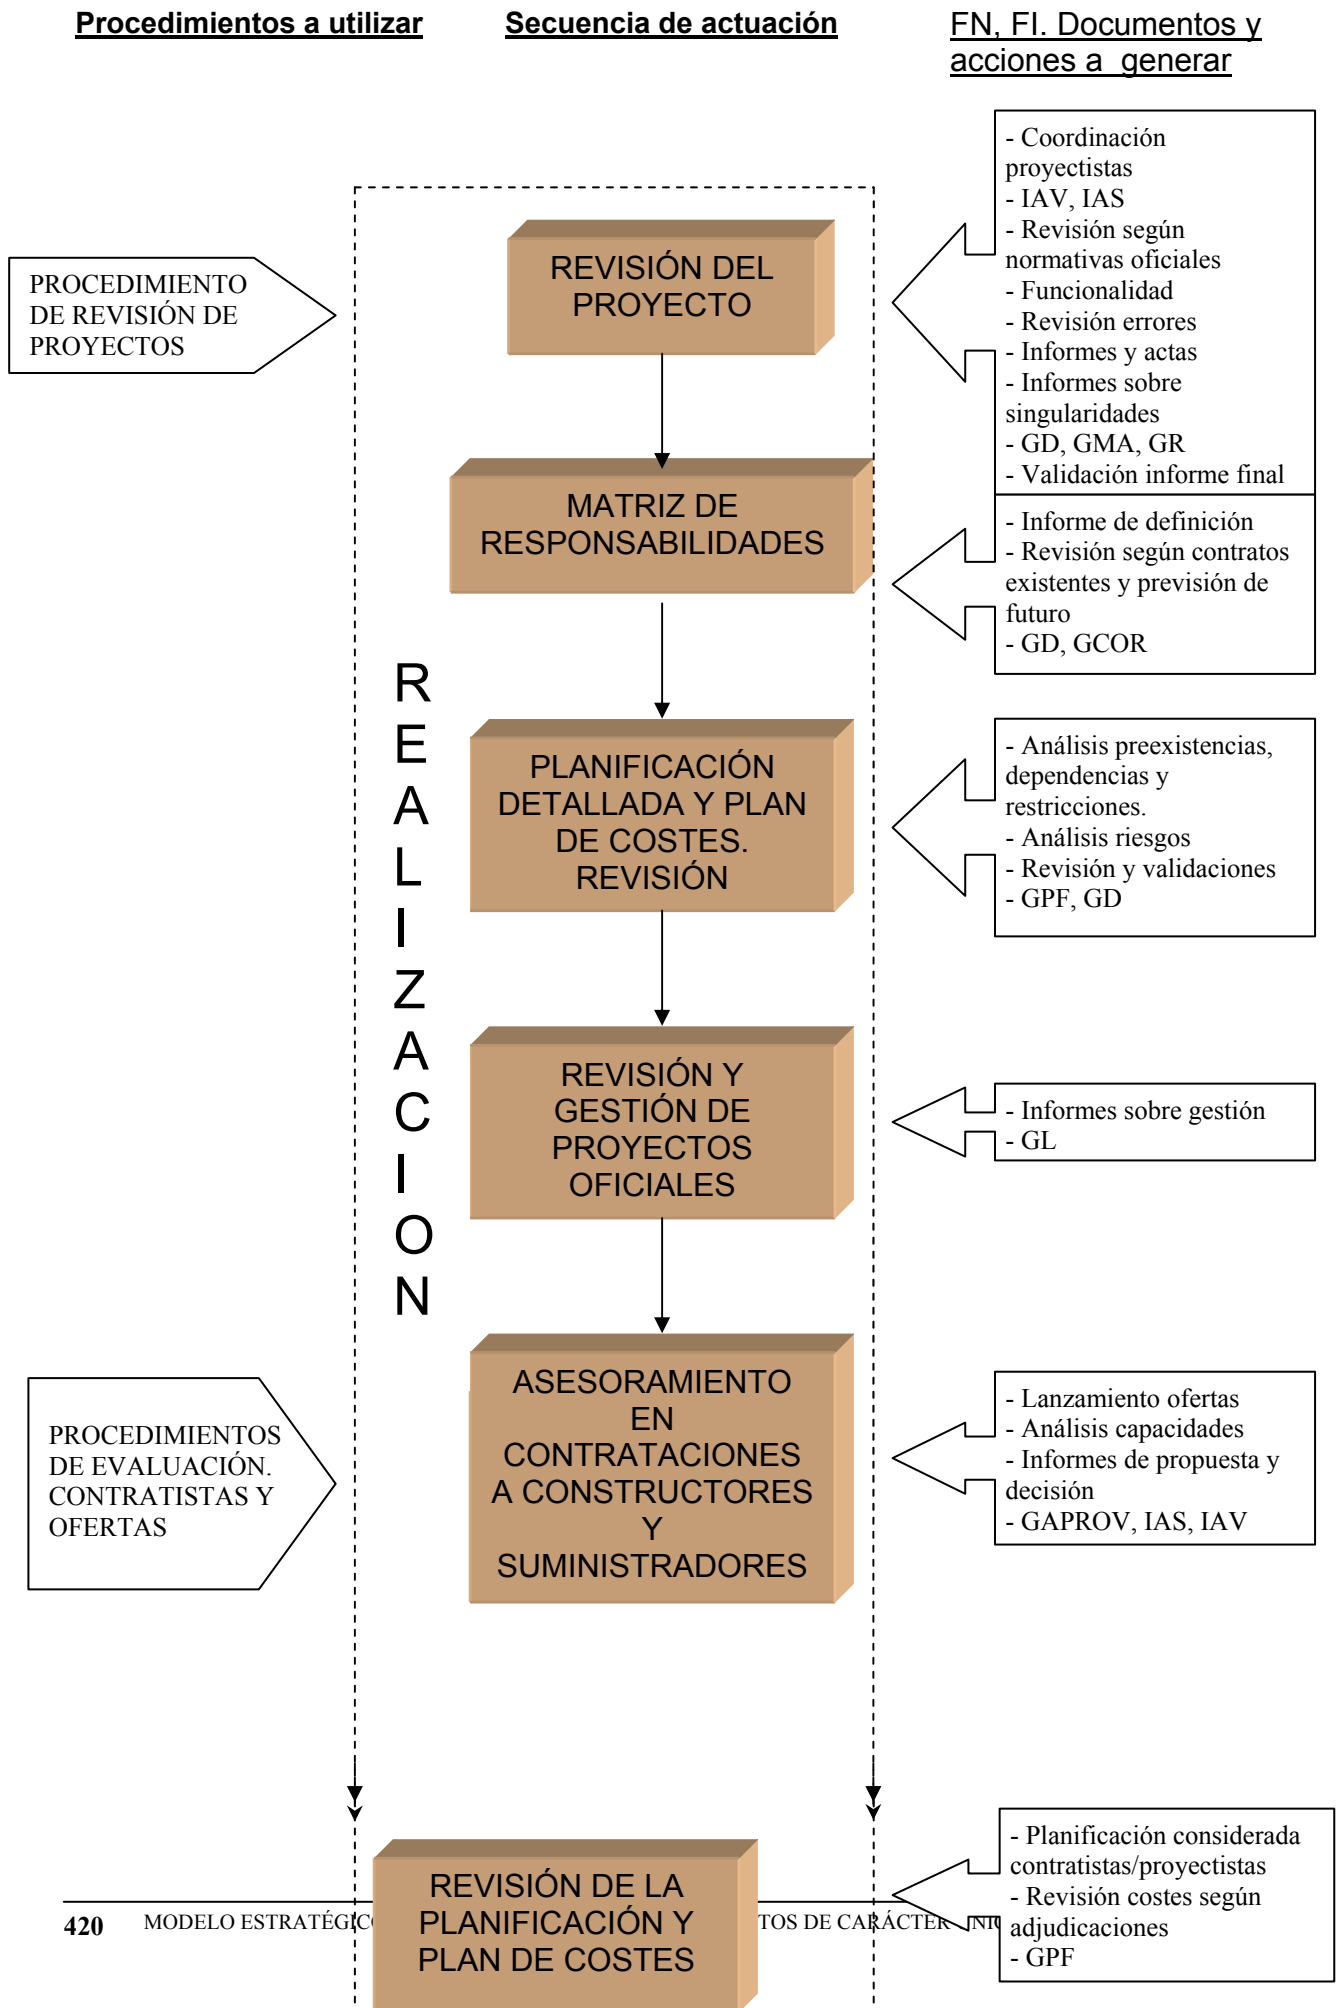 Procedimientos a utilizar
Secuencia de actuación
FN, FI. Documentos y
acciones a generar
PROCEDIMIENTO
DE REVISIÓN DE
PROYECTOS
REVISIÓN DEL
PROYECTO
- Coordinación
proyectistas
- IAV, IAS
- Revisión según
normativas oficiales
- Funcionalidad
- Revisión errores
- Informes y actas
- Informes sobre
singularidades
- GD, GMA, GR
- Validación informe final
MATRIZ DE
RESPONSABILIDADES
- Informe de definición
- Revisión según contratos
existentes y previsión de
futuro
- GD, GCOR
R
E
A
L
I
Z
A
C
I
O
N
PLANIFICACIÓN
DETALLADA Y PLAN
DE COSTES.
REVISIÓN
- Análisis preexistencias,
dependencias y
restricciones.
- Análisis riesgos
- Revisión y validaciones
- GPF, GD
REVISIÓN Y
GESTIÓN DE
PROYECTOS
OFICIALES
- Informes sobre gestión
- GL
PROCEDIMIENTOS
DE EVALUACIÓN.
CONTRATISTAS Y
OFERTAS
ASESORAMIENTO
EN
CONTRATACIONES
A CONSTRUCTORES
Y
SUMINISTRADORES
- Lanzamiento ofertas
- Análisis capacidades
- Informes de propuesta y
decisión
- GAPROV, IAS, IAV
REVISIÓN DE LA
PLANIFICACIÓN Y
PLAN DE COSTES
- Planificación considerada
contratistas/proyectistas
- Revisión costes según
adjudicaciones
- GPF
420 MODELO ESTRATÉGICO TOS DE CARÁCTER